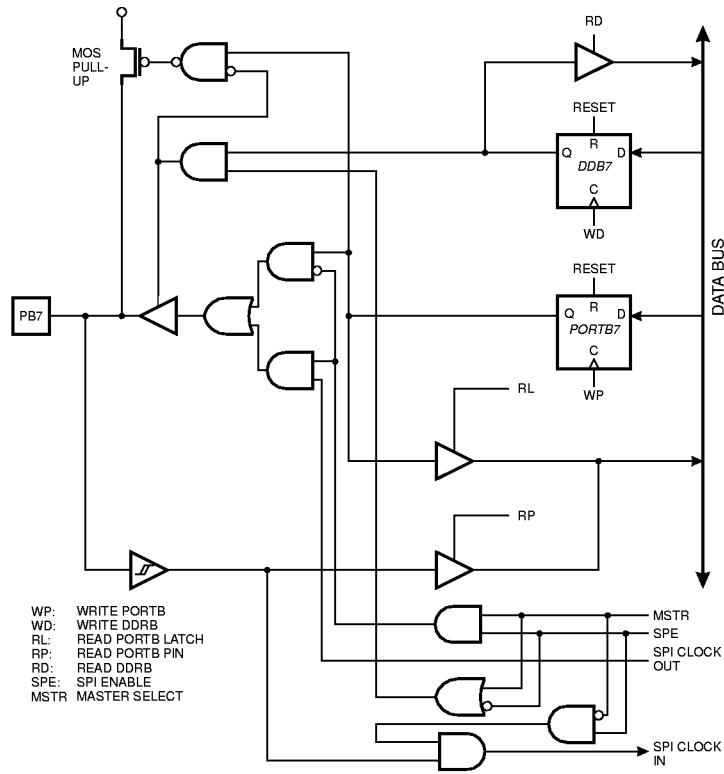 RD
MOS
PULL-
UP
RESET
R
Q
D
DDB7
C
WD
DATA BUS
RESET
R
Q
D
PORTB7
C
WP
PB7
RL
RP
WP: WRITE PORTB
WD: WRITE DDRB
RL: READ PORTB LATCH
RP: READ PORTB PIN
RD: READ DDRB
SPE: SPI ENABLE
MSTR MASTER SELECT
MSTR
SPE
SPI CLOCK
OUT
SPI CLOCK
IN